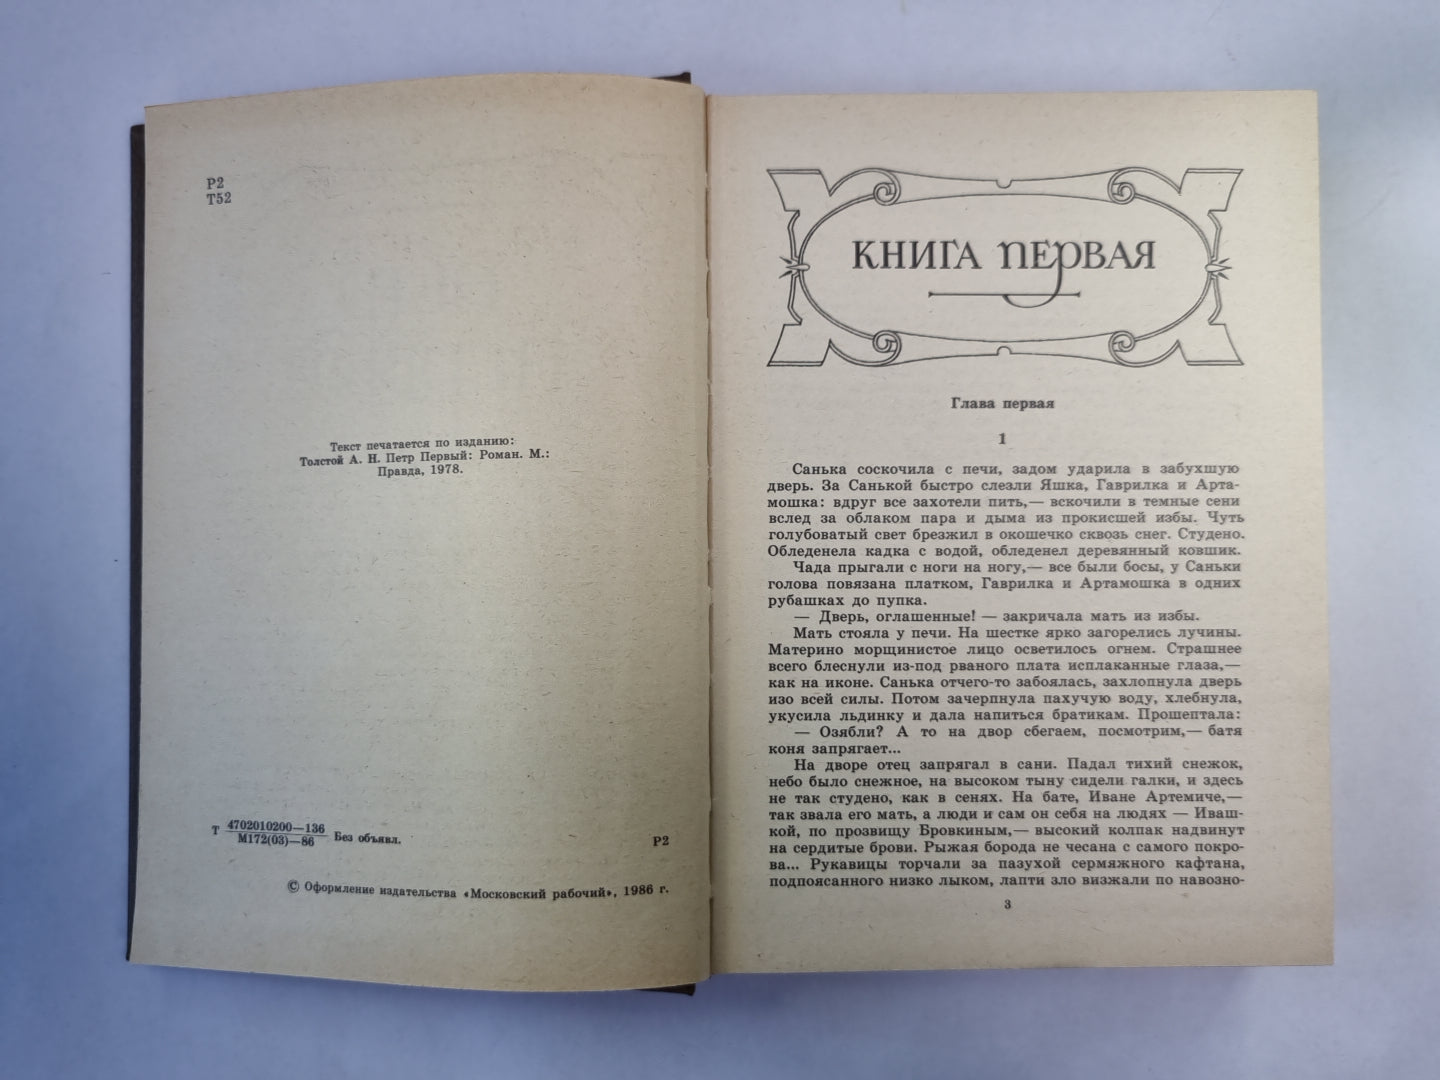 Р2
Т52
Текст печатается по изданию:
Толстой А. Н. Петр Первый: Роман. М.:
Правда, 1978.
Т 4702010200—136
М172(03)—86 Без объявл.
Р2
© Оформление издательства «Московский рабочий», 1986 г.
КНИГА ПЕРВАЯ
Глава первая
1
Санька соскочила с печи, задом ударила в забухшую
дверь. За Санькой быстро слезли Яшка, Гаврилка и Арта-
мошка: вдруг все захотели пить,— вскочили в темные сени
вслед за облаком пара и дыма из прокисшей избы. Чуть
голубоватый свет брезжил в окошечко сквозь снег. Студено.
Обледенела кадка с водой, обледенел деревянный ковшик.
Чада прыгали с ноги на ногу,— все были босы, у Саньки
голова повязана платком, Гаврилка и Артамошка в одних
рубашках до пупка.
— Дверь, оглашенные! — закричала мать из избы.
Мать стояла у печи. На шестке ярко загорелись лучины.
Материно морщинистое лицо осветилось огнем. Страшнее
всего блеснули из-под рваного плата исплаканные глаза,—
как на иконе. Санька отчего-то забоялась, захлопнула дверь
изо всей силы. Потом зачерпнула пахучую воду, хлебнула,
укусила льдинку и дала напиться братикам. Прошептала:
— Озябли? А то на двор сбегаем, посмотрим,— батя
коня запрягает...
На дворе отец запрягал в сани. Падал тихий снежок,
небо было снежное, на высоком тыну сидели галки, и здесь
не так студено, как в сенях. На бате, Иване Артемиче,—
так звала его мать, а люди и сам он себя на людях — Иваш-
кой, по прозвищу Бровкиным,— высокий колпак надвинут
на сердитые брови. Рыжая борода не чесана с самого покро-
ва... Рукавицы торчали за пазухой сермяжного кафтана,
подпоясанного низко лыком, лапти зло визжали по навозно-
3